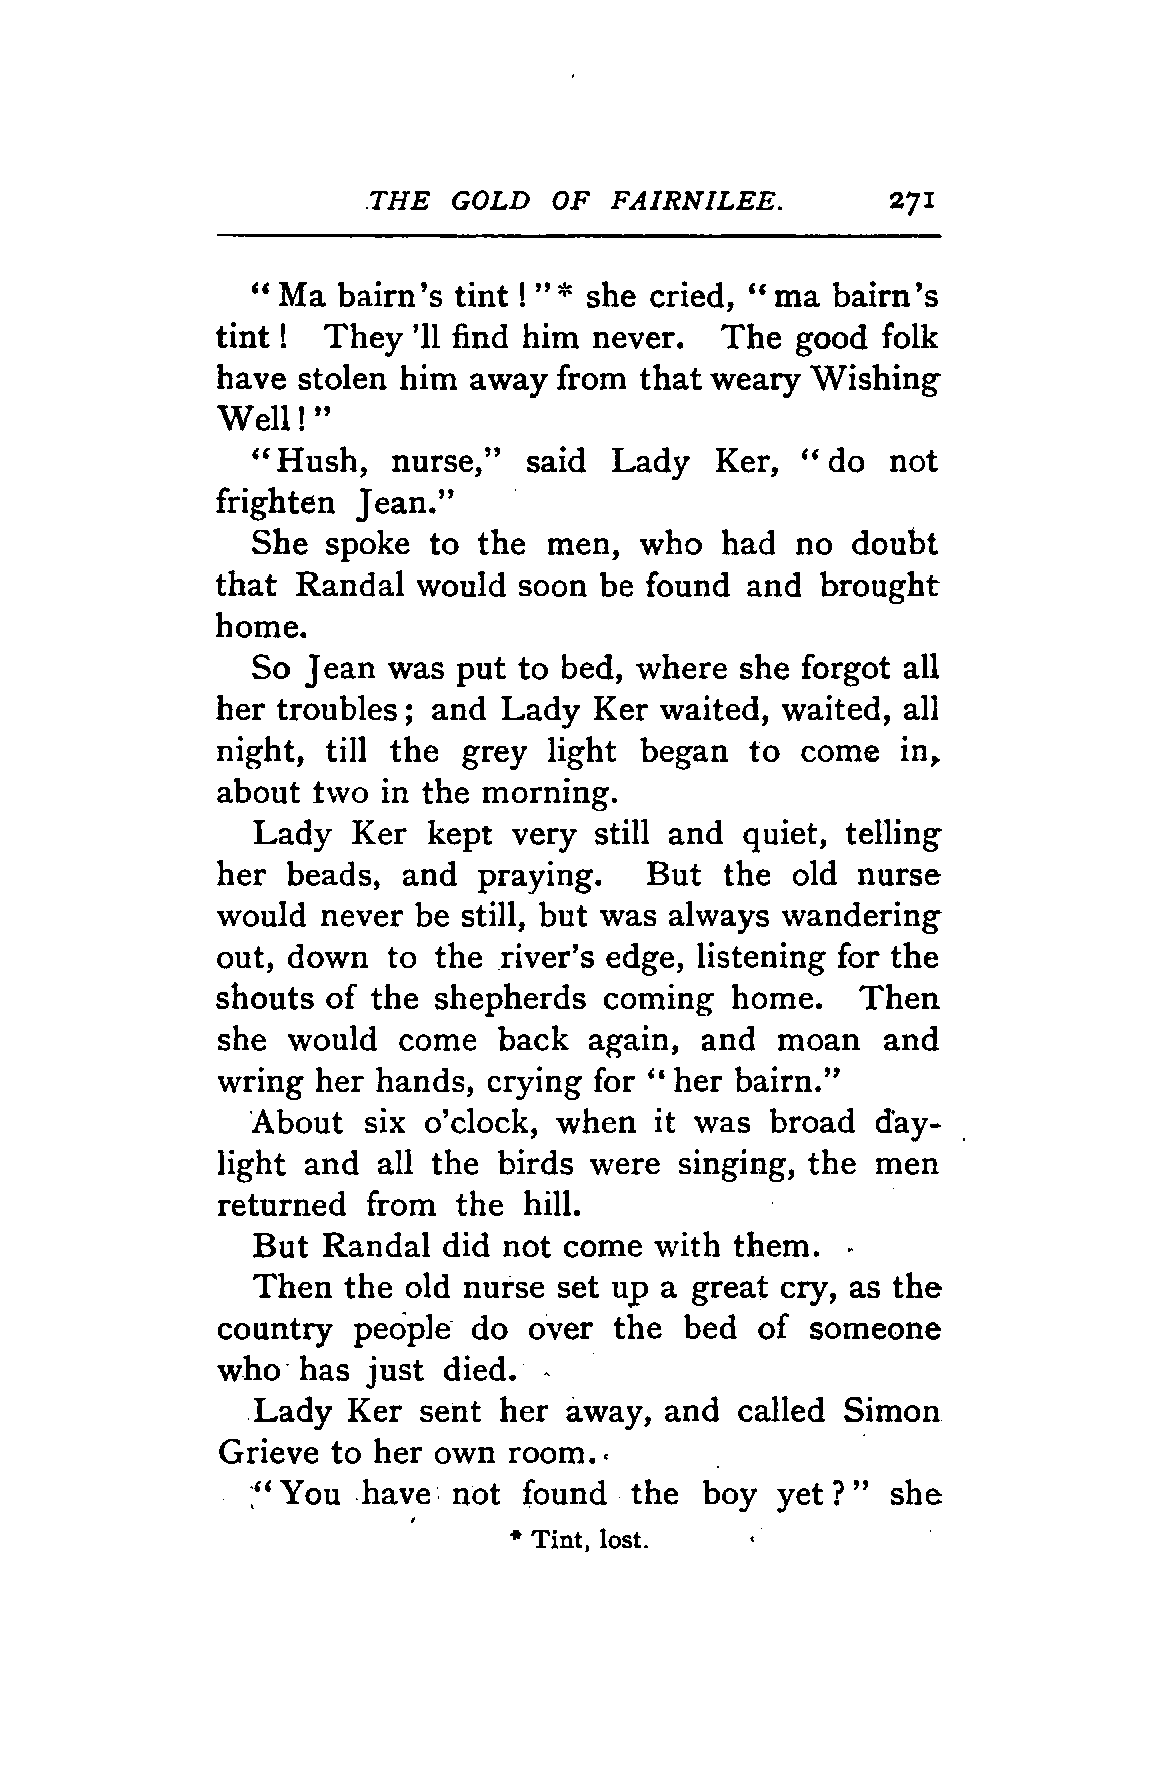 THE GOLD OF FAIRNILEE. 271
“Ma bairn’s tint!”* she cried, “ma bairn’s
tint! They ’ll find him never. The good folk
have stolen him away from that weary Wishing
Well!”
“Hush, nurse,” said Lady Ker, “do not
frighten Jean.”
She spoke to the men, who had no doubt
that Randal would soon be found and brought
home.
So Jean was put to bed, where she forgot all
her troubles; and Lady Ker waited, waited, all
night, till the grey light began to come in,
about two in the morning.
Lady Ker kept very still and quiet, telling
her beads, and praying. But the old nurse
would never be still, but was always wandering
out, down to the river’s edge, listening for the
shouts of the shepherds coming home. Then
she would come back again, and moan and
wring her hands, crying for “her bairn.”
About six o’clock, when it was broad day-
light and all the birds were singing, the men
returned from the hill.
But Randal did not come with them.
Then the old nurse set up a great cry, as the
country people do over the bed of someone
who has just died.
Lady Ker sent her away, and called Simon
Grieve to her own room.
“You have not found the boy yet?” she
* Tint, lost.